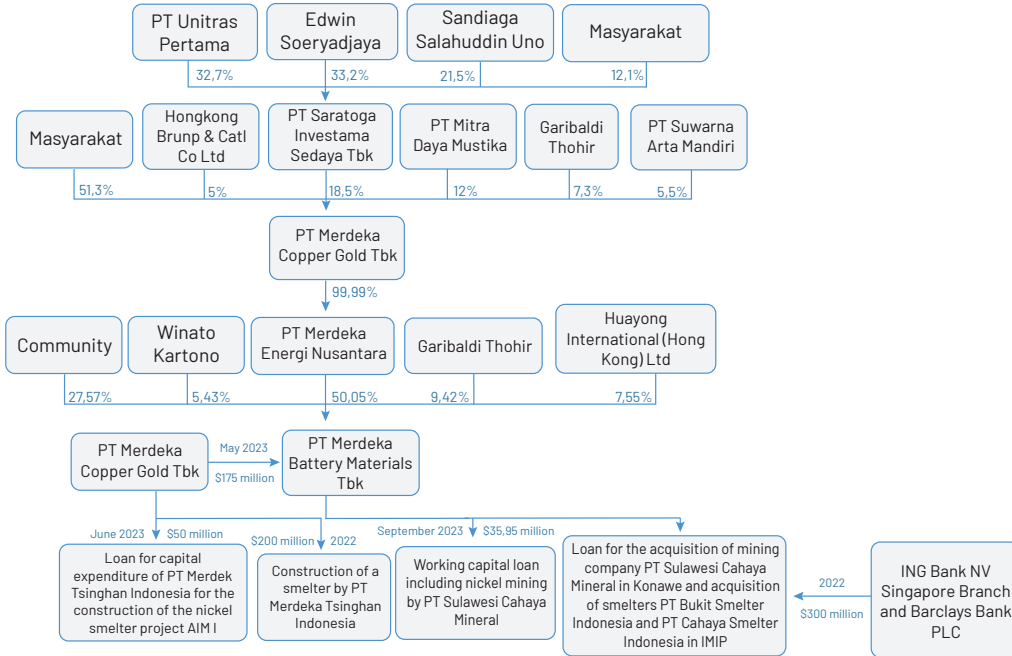 PT Unitras
Pertama
Edwin
Soeryadjaya
Sandiaga
Salahuddin Uno
Masyarakat
32,7%
33,2%
21,5%
12,1%
Masyarakat
Hongkong
Brunp & Catl
Co Ltd
PT Saratoga
Investama
Sedaya Tbk
PT Mitra
Daya Mustika
Garibaldi
Thohir
PT Suwarna
Arta Mandiri
51,3%
5%
18,5%
12%
7,3%
5,5%
PT Merdeka
Copper Gold Tbk
99,99%
Community
Winato
Kartono
PT Merdeka
Energi Nusantara
Garibaldi Thohir
Huayong
International (Hong
Kong) Ltd
27,57%
5,43%
50,05%
9,42%
7,55%
PT Merdeka
Copper Gold Tbk
May 2023
$175 million
PT Merdeka
Battery Materials
Tbk
June 2023
$50 million
$200 million
2022
September 2023
$35,95 million
Loan for capital
expenditure of PT Merdek
Tsinghan Indonesia for the
construction of the nickel
smelter project AIM I
Construction of a
smelter by PT
Merdeka Tsinghan
Indonesia
Working capital loan
including nickel mining
by PT Sulawesi Cahaya
Mineral
Loan for the acquisition of mining
company PT Sulawesi Cahaya
Mineral in Konawe and acquisition
of smelters PT Bukit Smelter
Indonesia and PT Cahaya Smelter
Indonesia in IMIP
2022
$300 million
ING Bank NV
Singapore Branch
and Barclays Bank
PLC